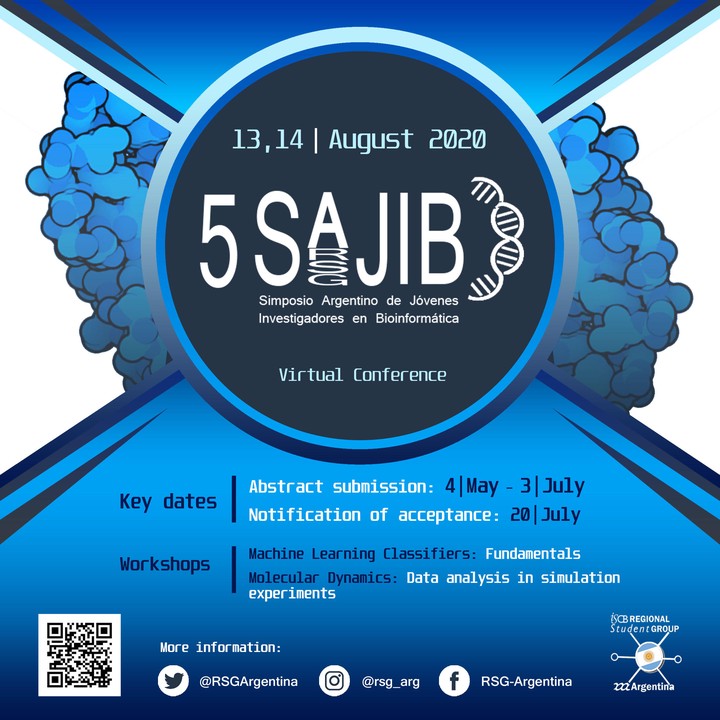 13,14 | August 2020
5 SAJIB
RSG
Simposio Argentino de Jóvenes
Investigadores en Bioinformática
Virtual Conference
Key dates
Abstract submission: 4|May - 3|July
Notification of acceptance: 20|July
Workshops
Machine Learning Classifiers: Fundamentals
Molecular Dynamics: Data analysis in simulation
experiments
More information:
@RSGArgentina
@rsg_arg
RSG-Argentina
iSCB REGIONAL
Student GROUP
Argentina